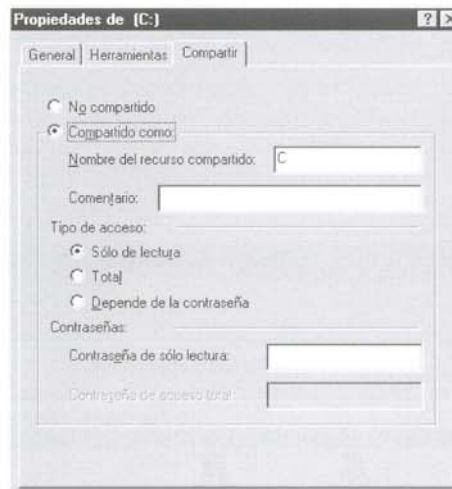 Propiedades de (C:)
? ×
General Herramientas Compartir
No compartido
Compartido como:
Nombre del recurso compartido: C
Comentario:
Tipo de acceso:
Sólo de lectura
Total
Depende de la contraseña
Contraseñas:
Contraseña de sólo lectura:
Contraseña de acceso total: